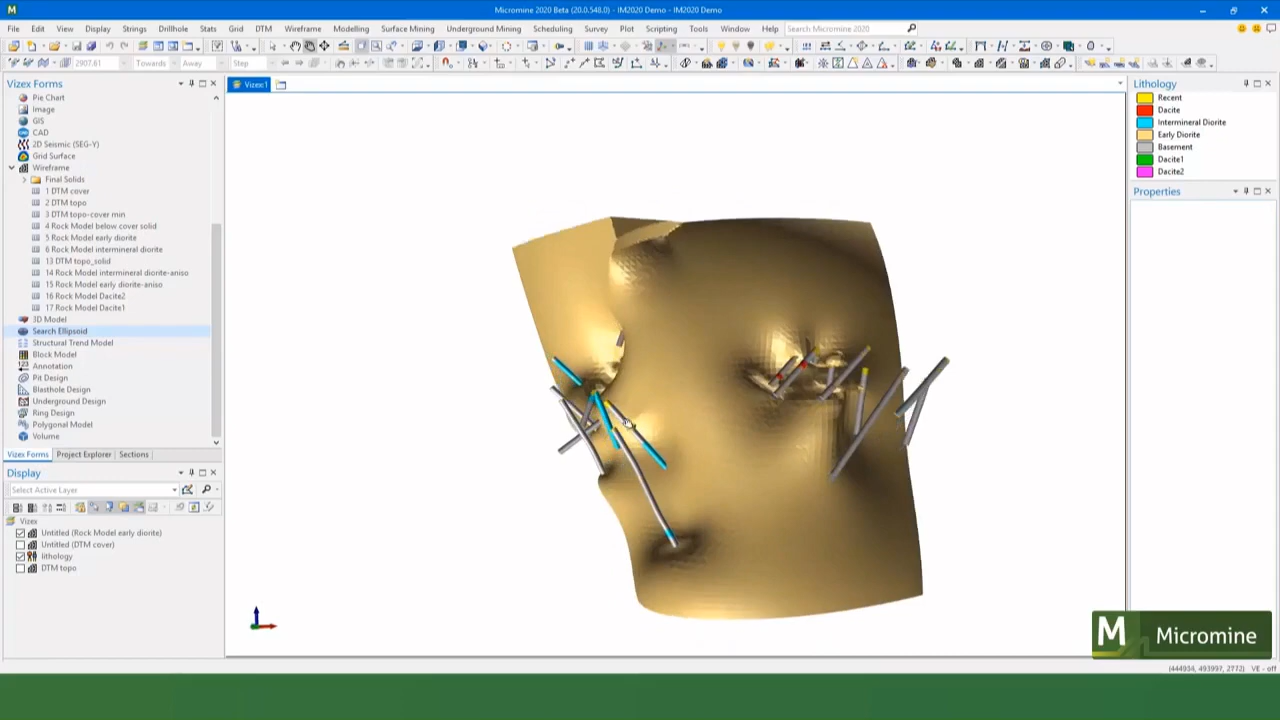 M
Micromine 2020 Beta (20.0.548.0) - IM2020 Demo - IM2020 Demo
File Edit View Display Strings Drillhole Stats Grid DTM Wireframe Modelling Surface Mining Underground Mining Scheduling Survey Plot Scripting Tools Window Help Search Micromine 2020
2907.61 Towards Away Step
Vizex Forms
Pie Chart
Image
GIS
CAD
2D Seismic (SEG-Y)
Grid Surface
Wireframe
Final Solids
1 DTM cover
2 DTM topo
3 DTM topo-cover min
4 Rock Model below cover solid
5 Rock Model early diorite
6 Rock Model intermineral diorite
13 DTM topo_solid
14 Rock Model intermineral diorite-aniso
15 Rock Model early diorite-aniso
16 Rock Model Dacite2
17 Rock Model Dacite1
3D Model
Search Ellipsoid
Structural Trend Model
Block Model
Annotation
Pit Design
Blasthole Design
Underground Design
Ring Design
Polygonal Model
Volume
Vizex Forms Project Explorer Sections
Display
Select Active Layer
Vizex
Untitled (Rock Model early diorite)
Untitled (DTM cover)
lithology
DTM topo
Vizex1
Lithology
Recent
Dacite
Intermineral Diorite
Early Diorite
Basement
Dacite1
Dacite2
Properties
M Micromine
(444934, 493997, 2772) VE - off